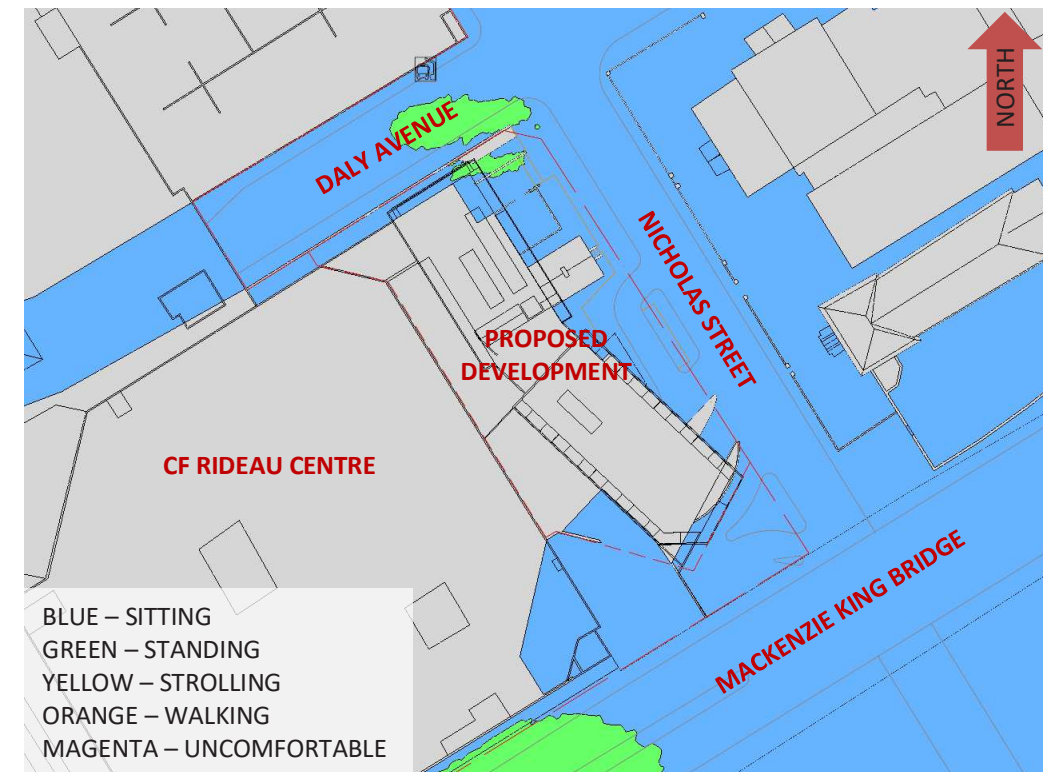 NORTH
DALY AVENUE
NICHOLAS STREET
PROPOSED
DEVELOPMENT
CF RIDEAU CENTRE
MACKENZIE KING BRIDGE
BLUE – SITTING
GREEN – STANDING
YELLOW – STROLLING
ORANGE – WALKING
MAGENTA – UNCOMFORTABLE